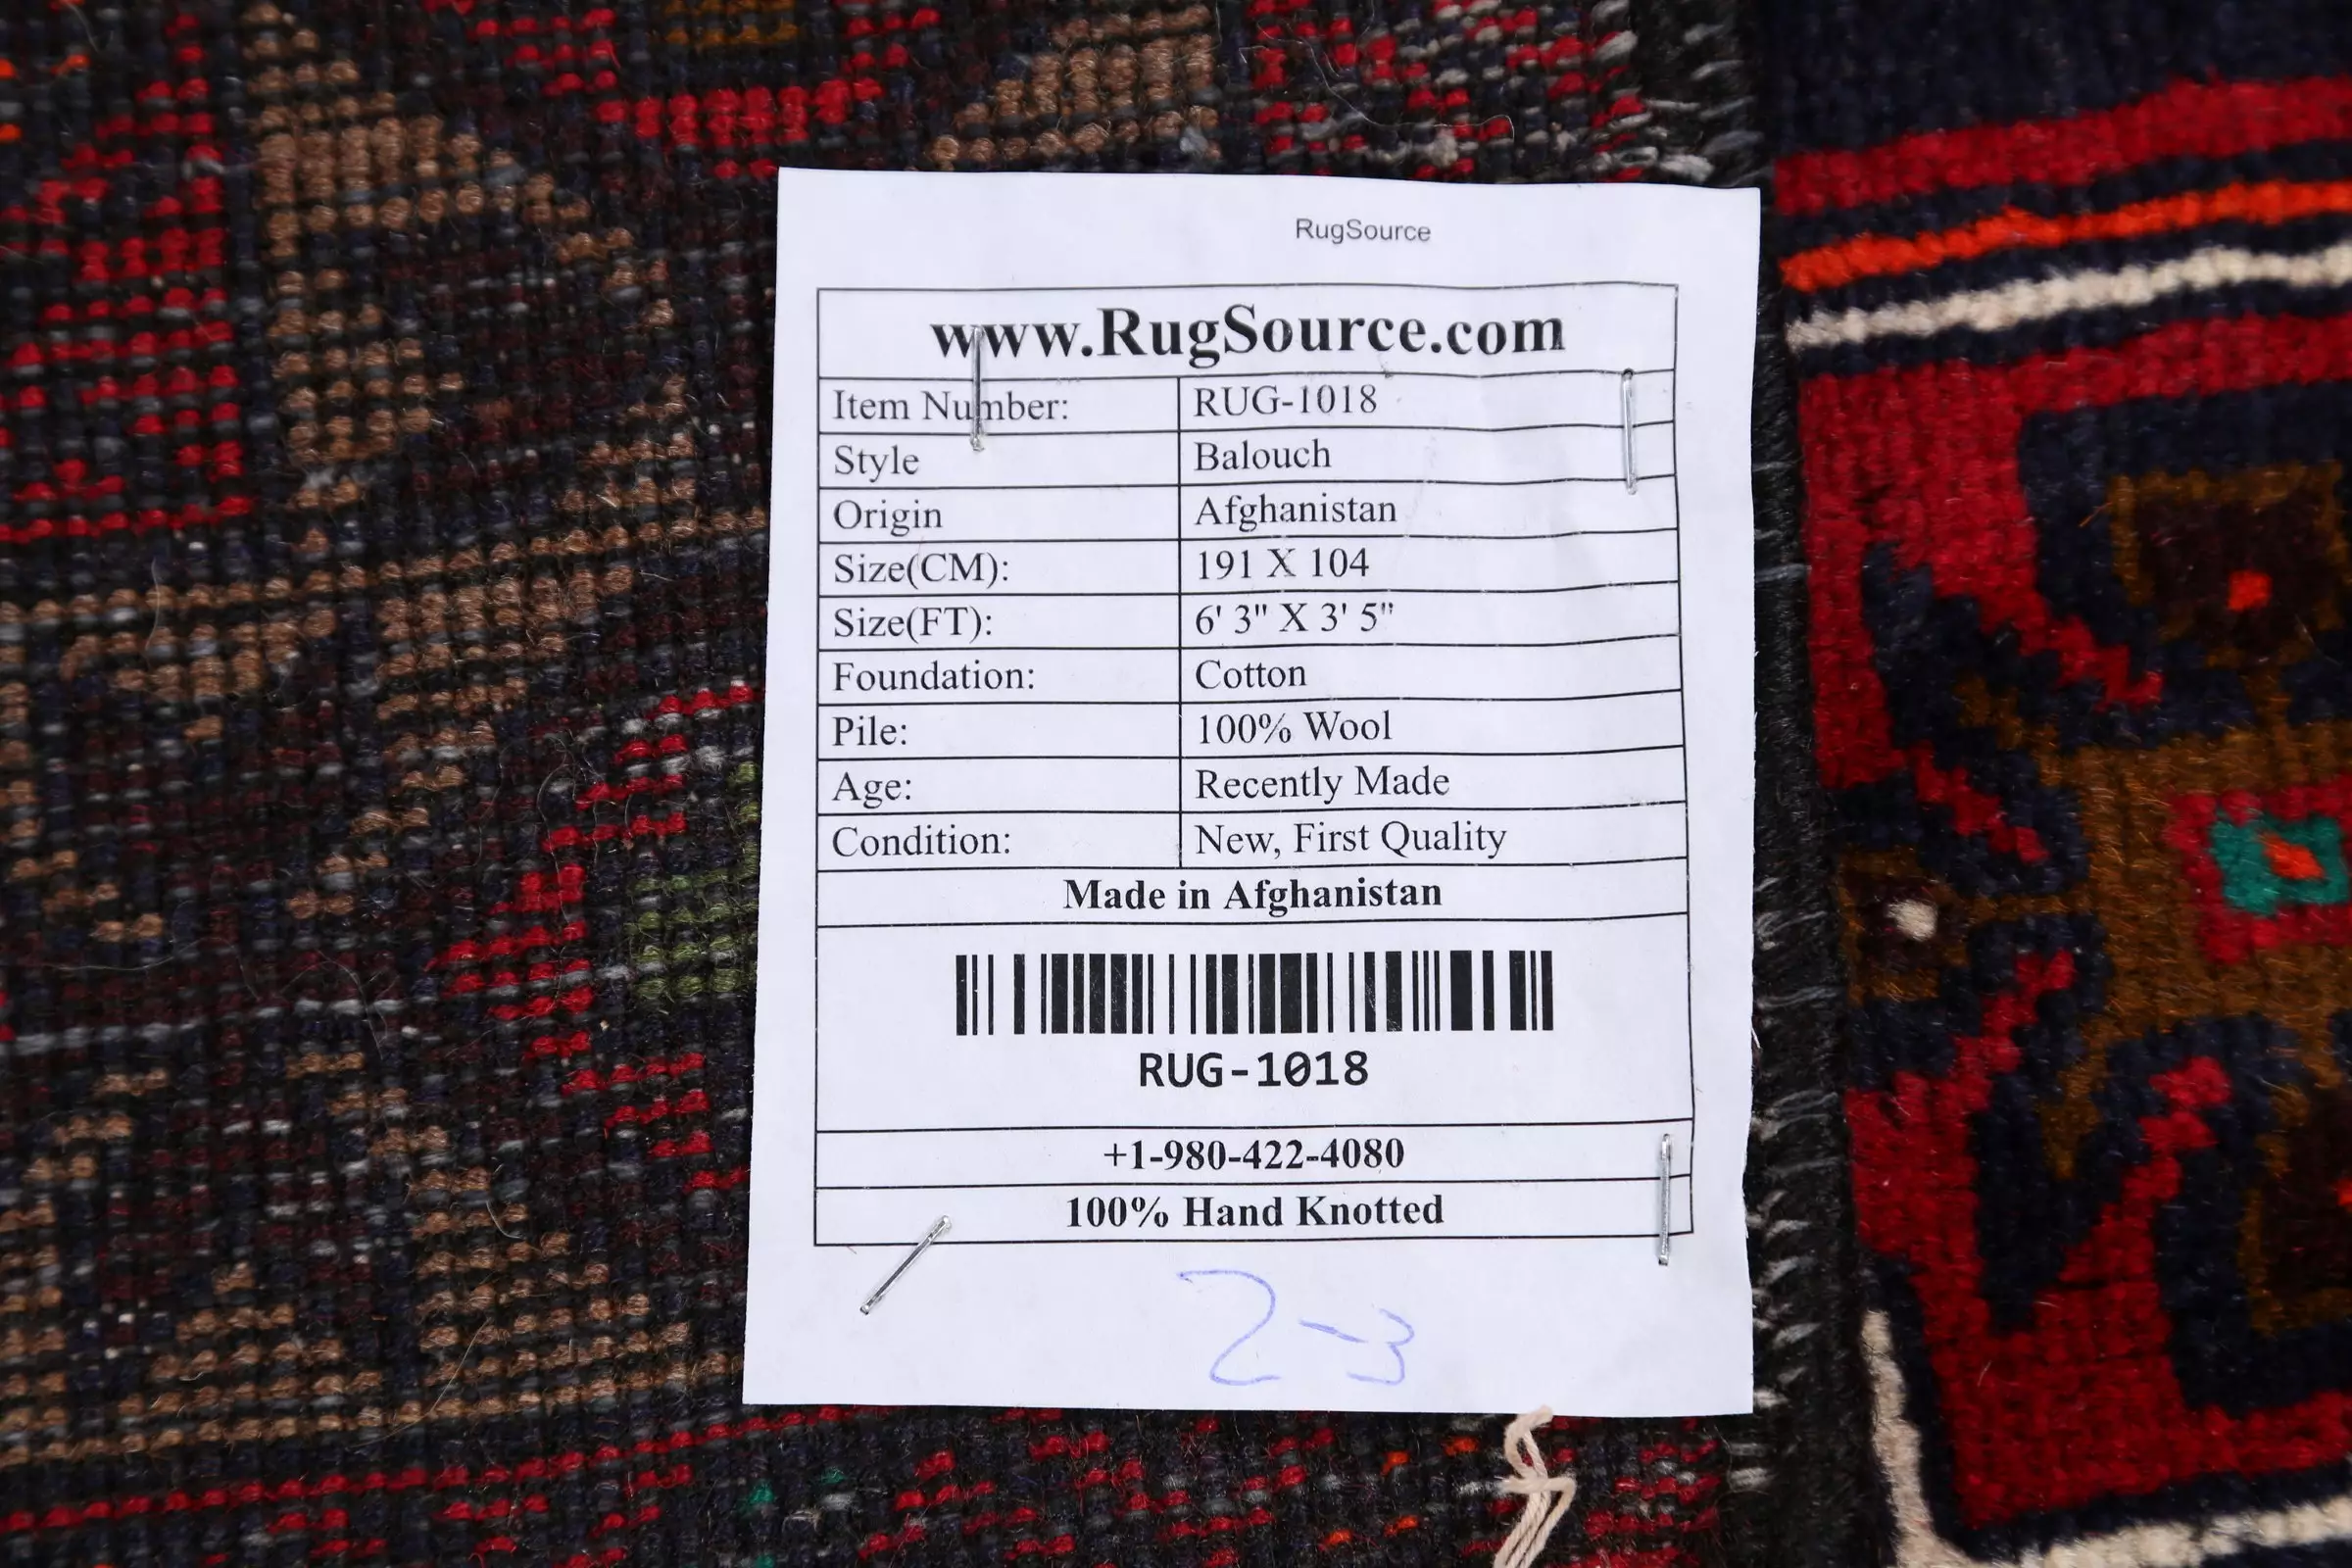 RugSource
www.RugSource.com
Item Number: RUG-1018
Style Balouch
Origin Afghanistan
Size(CM): 191 X 104
Size(FT): 6' 3" X 3' 5"
Foundation: Cotton
Pile: 100% Wool
Age: Recently Made
Condition: New, First Quality
Made in Afghanistan
RUG-1018
+1-980-422-4080
100% Hand Knotted
2-3